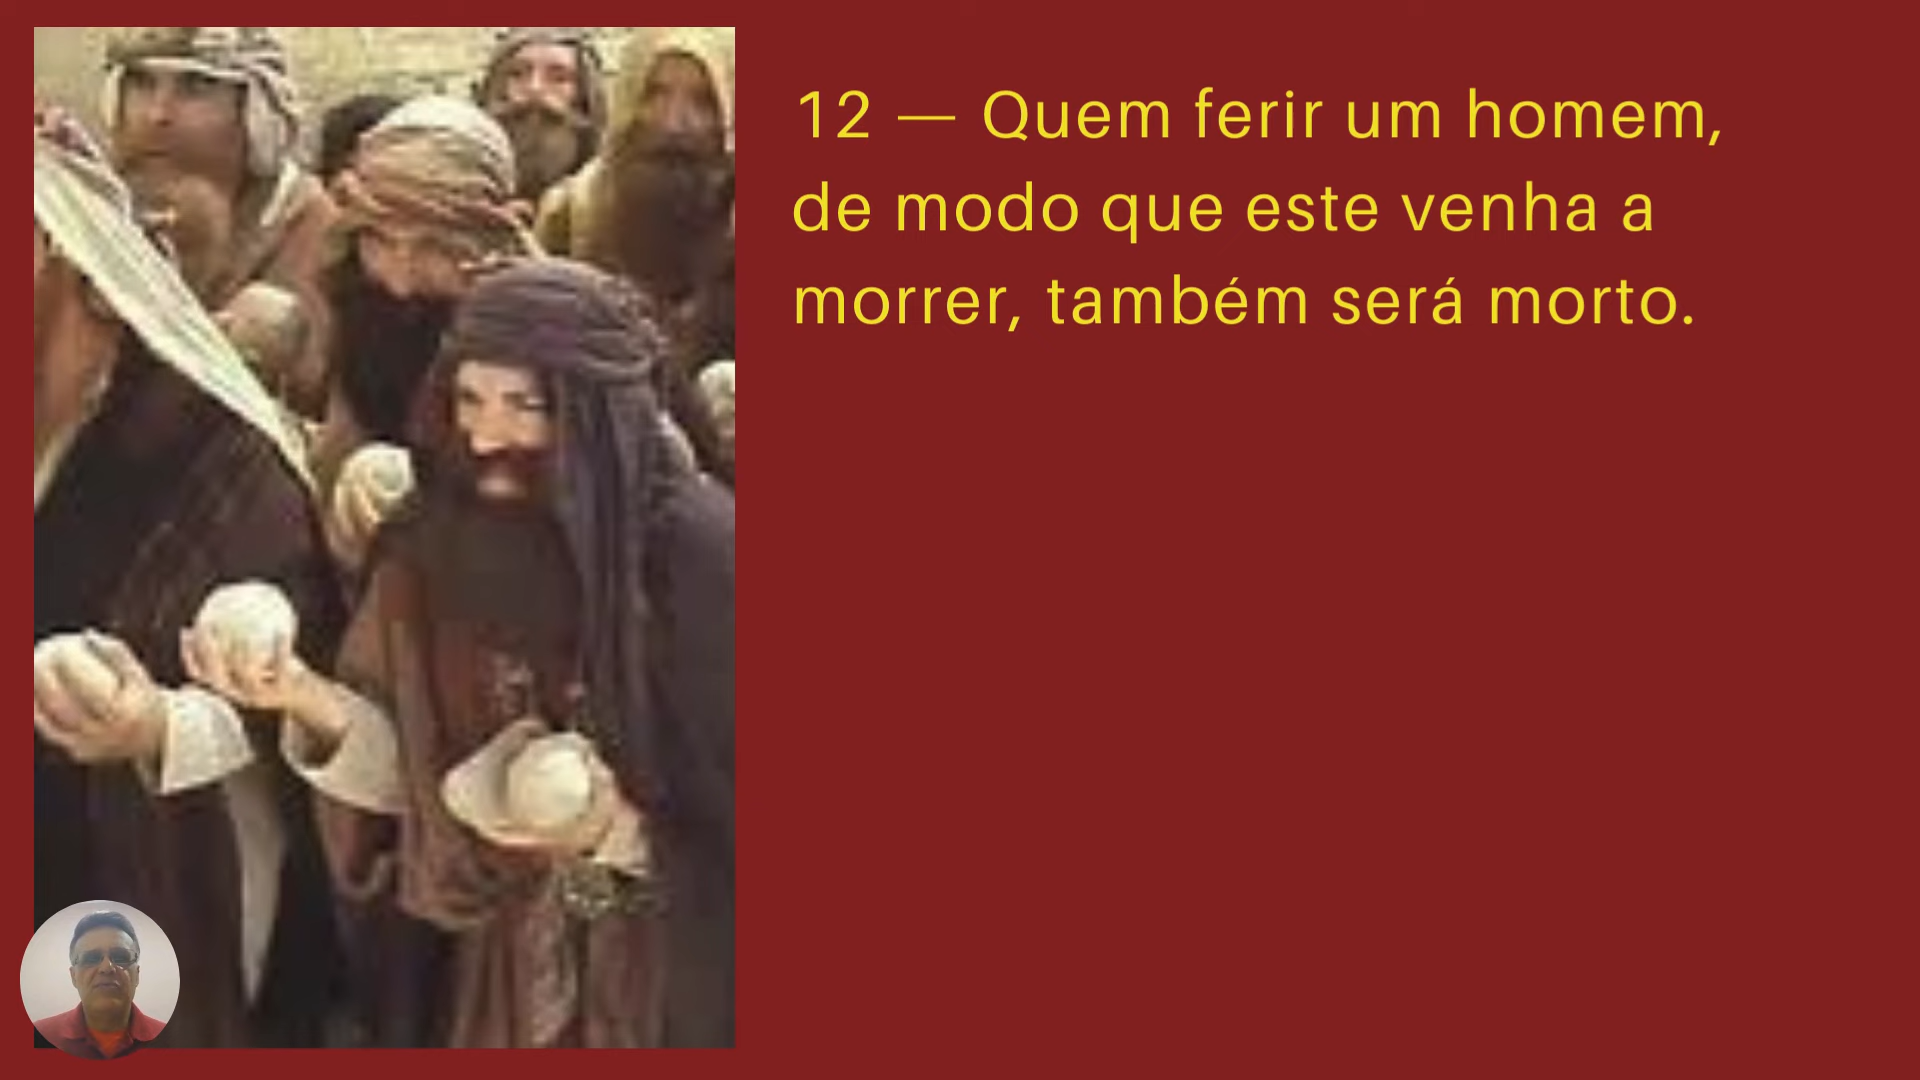 12 — Quem ferir um homem,
de modo que este venha a
morrer, também será morto.